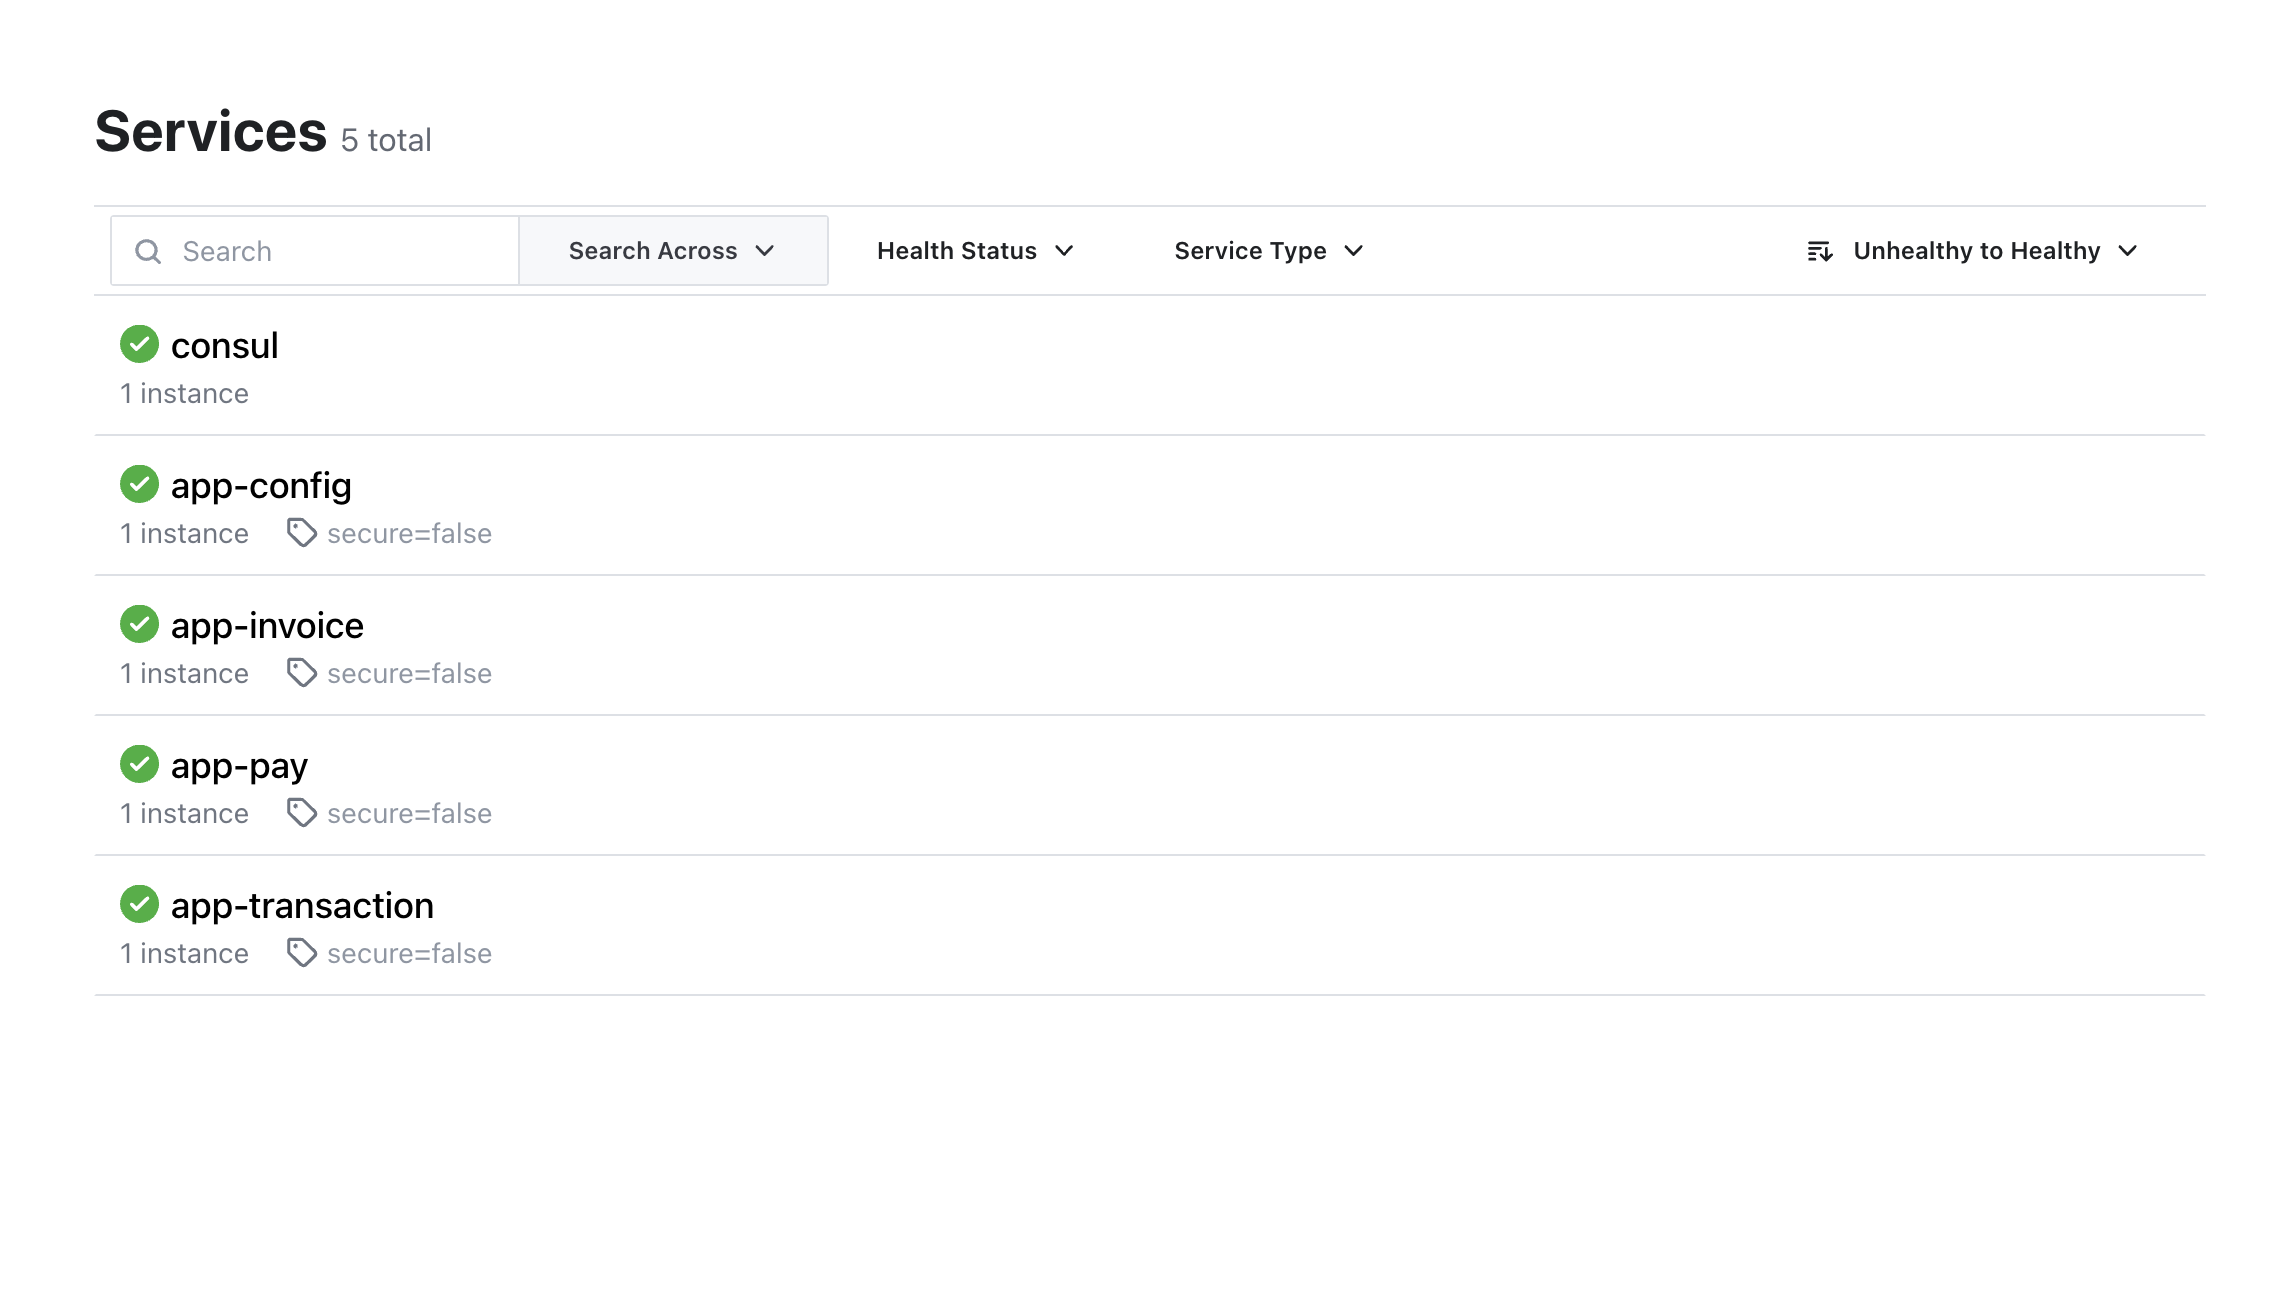 Services 5 total
Search Search Across Health Status Service Type Unhealthy to Healthy
consul
1 instance
app-config
1 instance secure=false
app-invoice
1 instance secure=false
app-pay
1 instance secure=false
app-transaction
1 instance secure=false